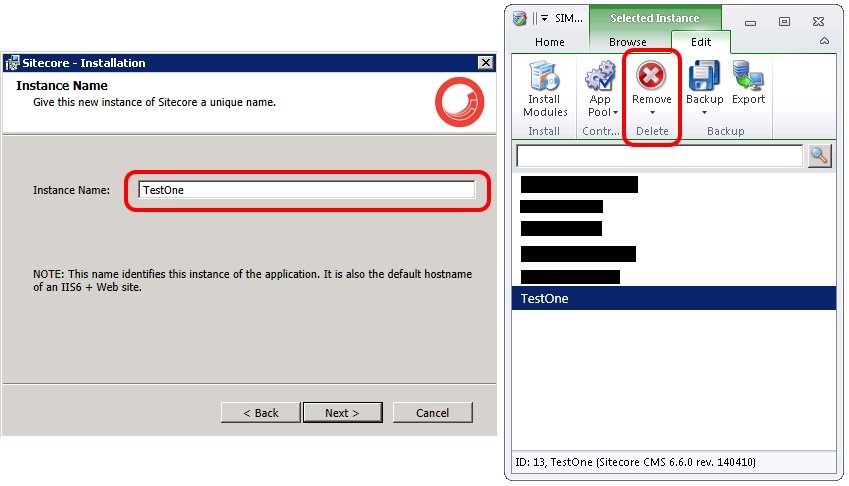 Sitecore - Installation
Instance Name
Give this new instance of Sitecore a unique name.
Instance Name:
TestOne
NOTE: This name identifies this instance of the application. It is also the default hostname
of an IIS6 + Web site.
< Back
Next >
Cancel
SIM...
Selected Instance
Home
Browse
Edit
Install
Modules
App
Pool
Remove
Backup
Export
Install
Contr...
Delete
Backup
TestOne
ID: 13, TestOne (Sitecore CMS 6.6.0 rev. 140410)